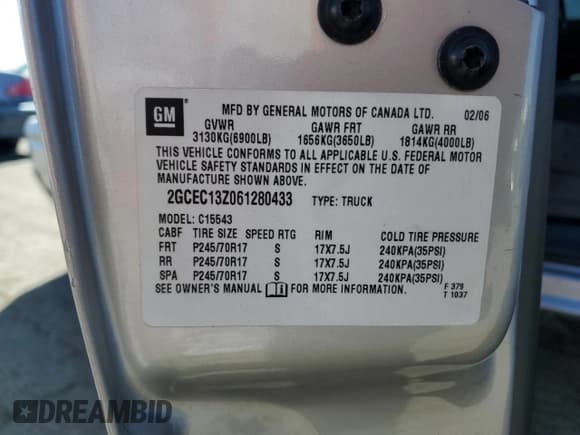 GM
MFD BY GENERAL MOTORS OF CANADA LTD. 02/06
GVWR GAWR FRT GAWR RR
3130KG(6900LB) 1656KG(3650LB) 1814KG(4000LB)
THIS VEHICLE CONFORMS TO ALL APPLICABLE U.S. FEDERAL MOTOR
VEHICLE SAFETY STANDARDS IN EFFECT ON THE DATE OF
MANUFACTURE SHOWN ABOVE.
2GCEC13Z061280433 TYPE: TRUCK
MODEL: C15543
CABF TIRE SIZE SPEED RTG RIM COLD TIRE PRESSURE
FRT P245/70R17 S 17X7.5J 240KPA(35PSI)
RR P245/70R17 S 17X7.5J 240KPA(35PSI)
SPA P245/70R17 S 17X7.5J 240KPA(35PSI)
SEE OWNER'S MANUAL FOR MORE INFORMATION. F 379
T 1037
DREAMBID